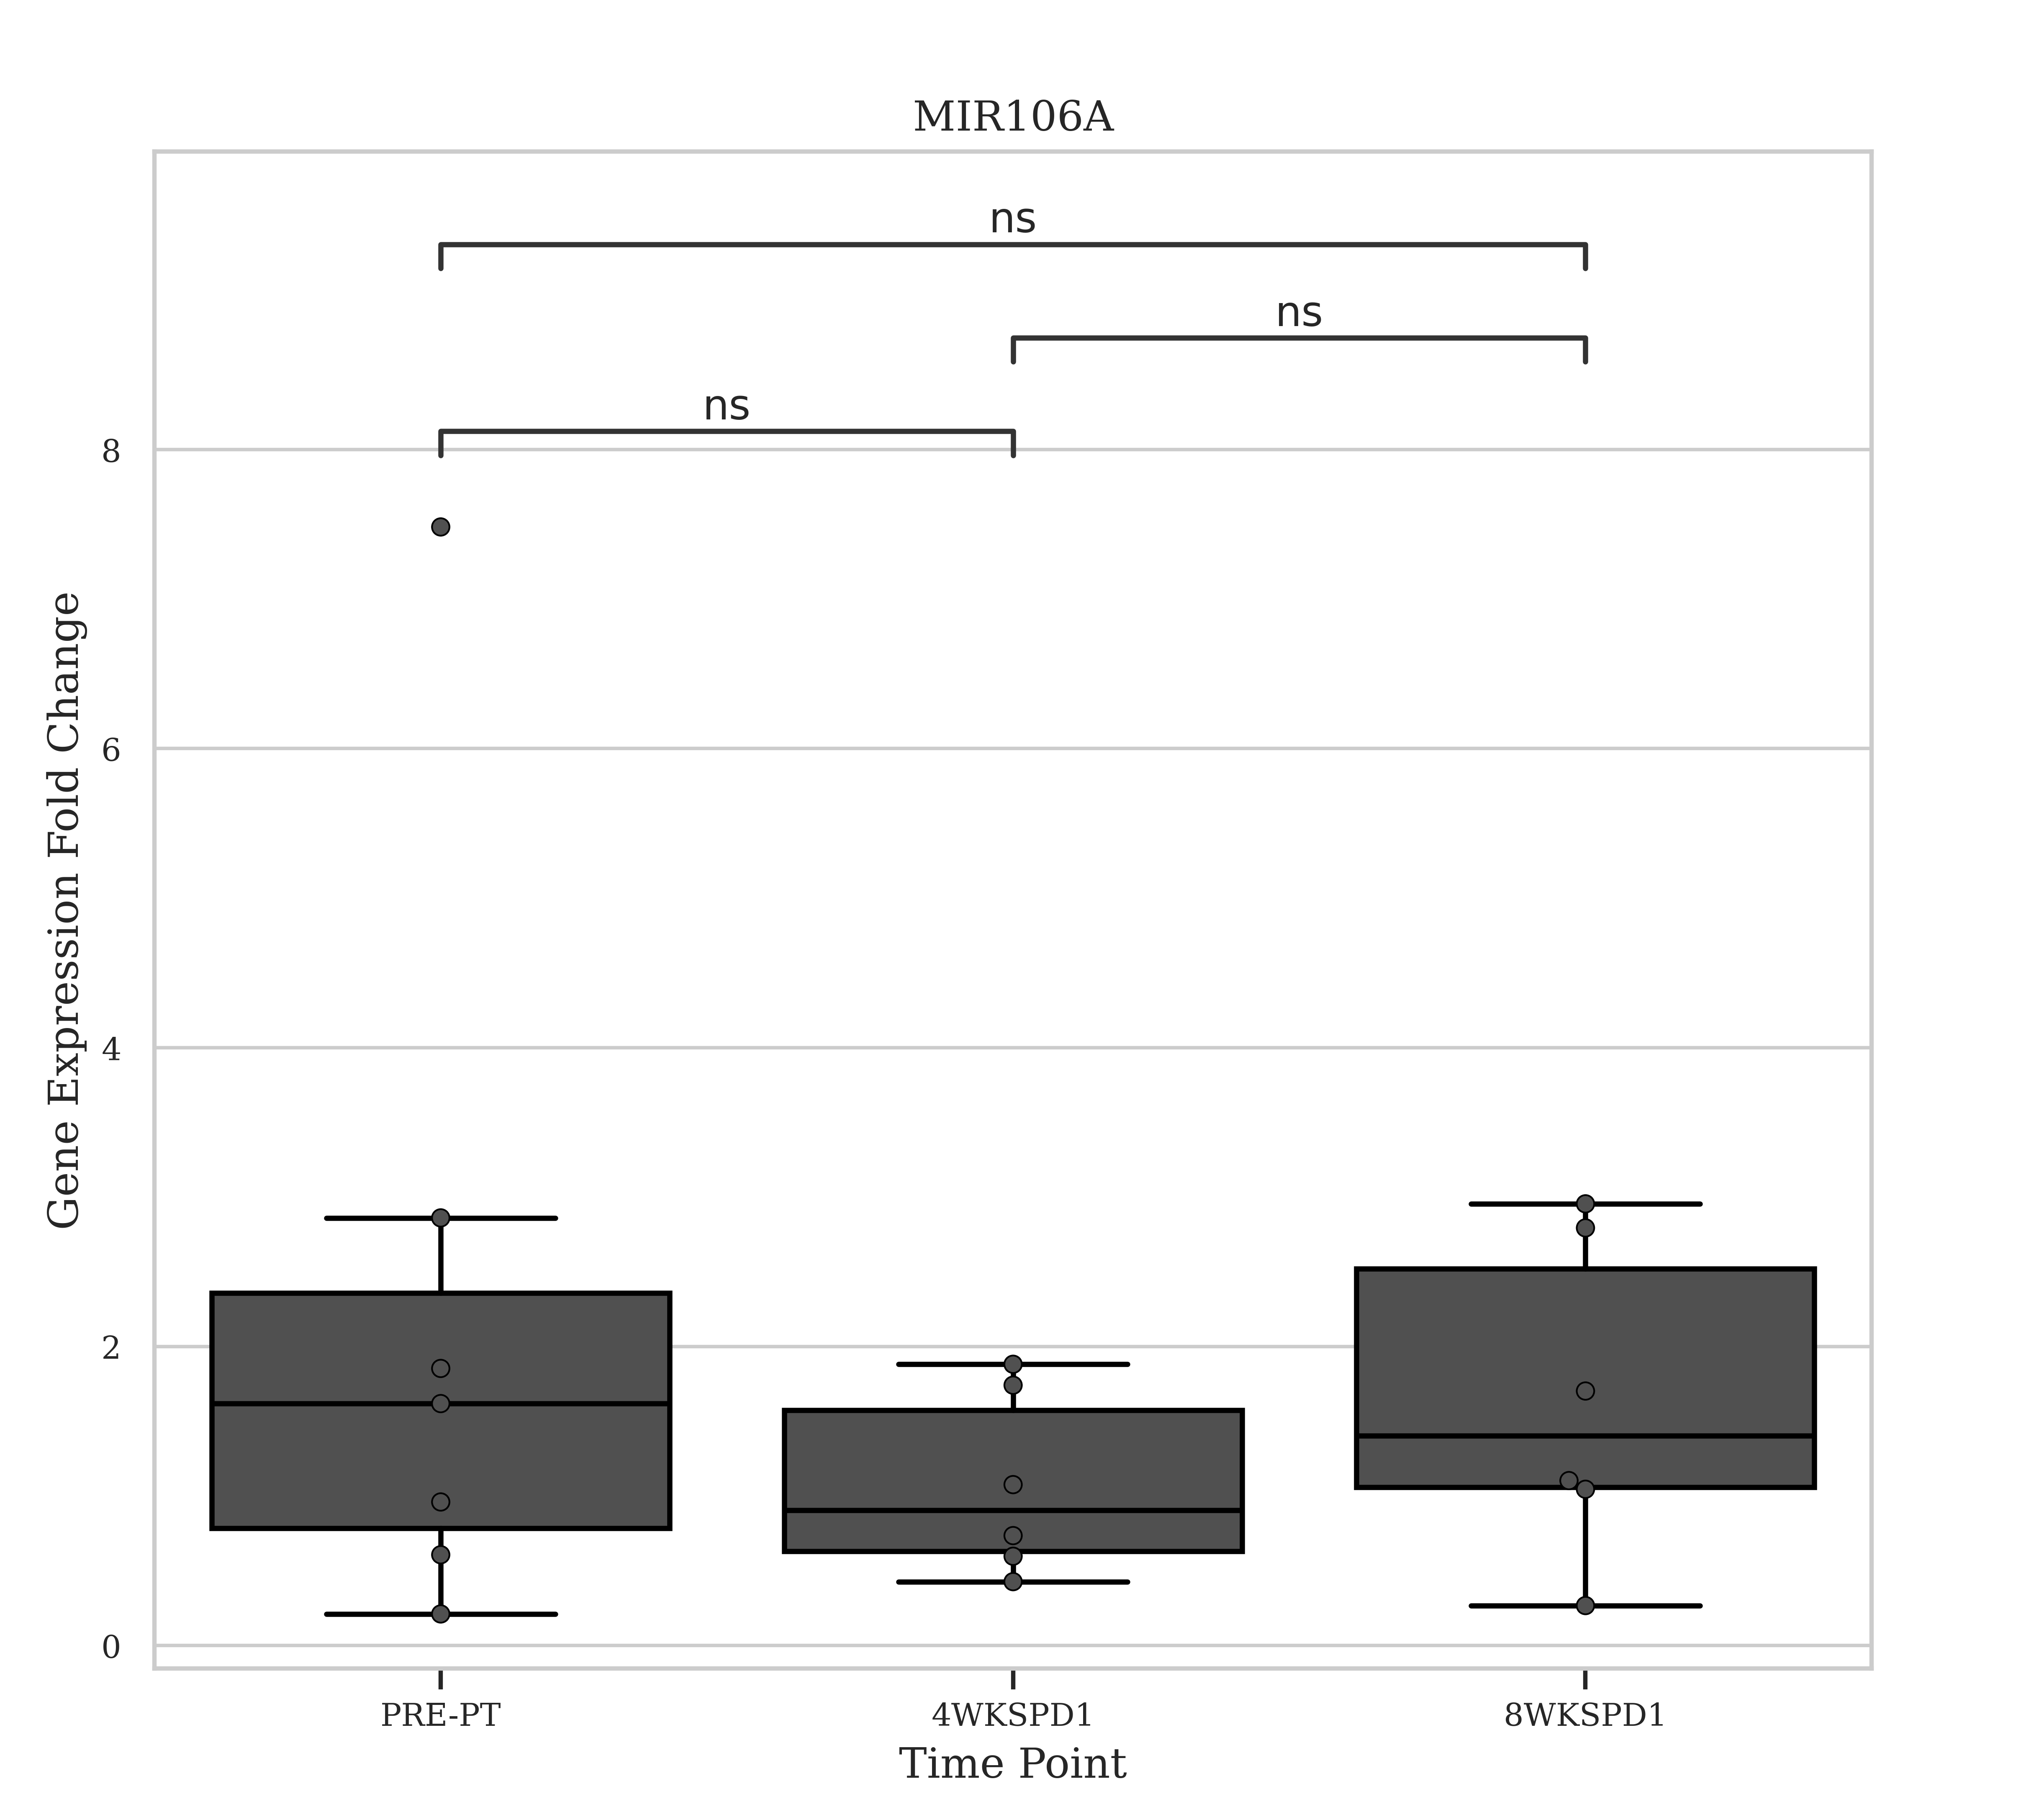 MIR106A
ns
ns
ns
Gene Expression Fold Change
8
6
4
2
0
PRE-PT
4WKSPD1
8WKSPD1
Time Point